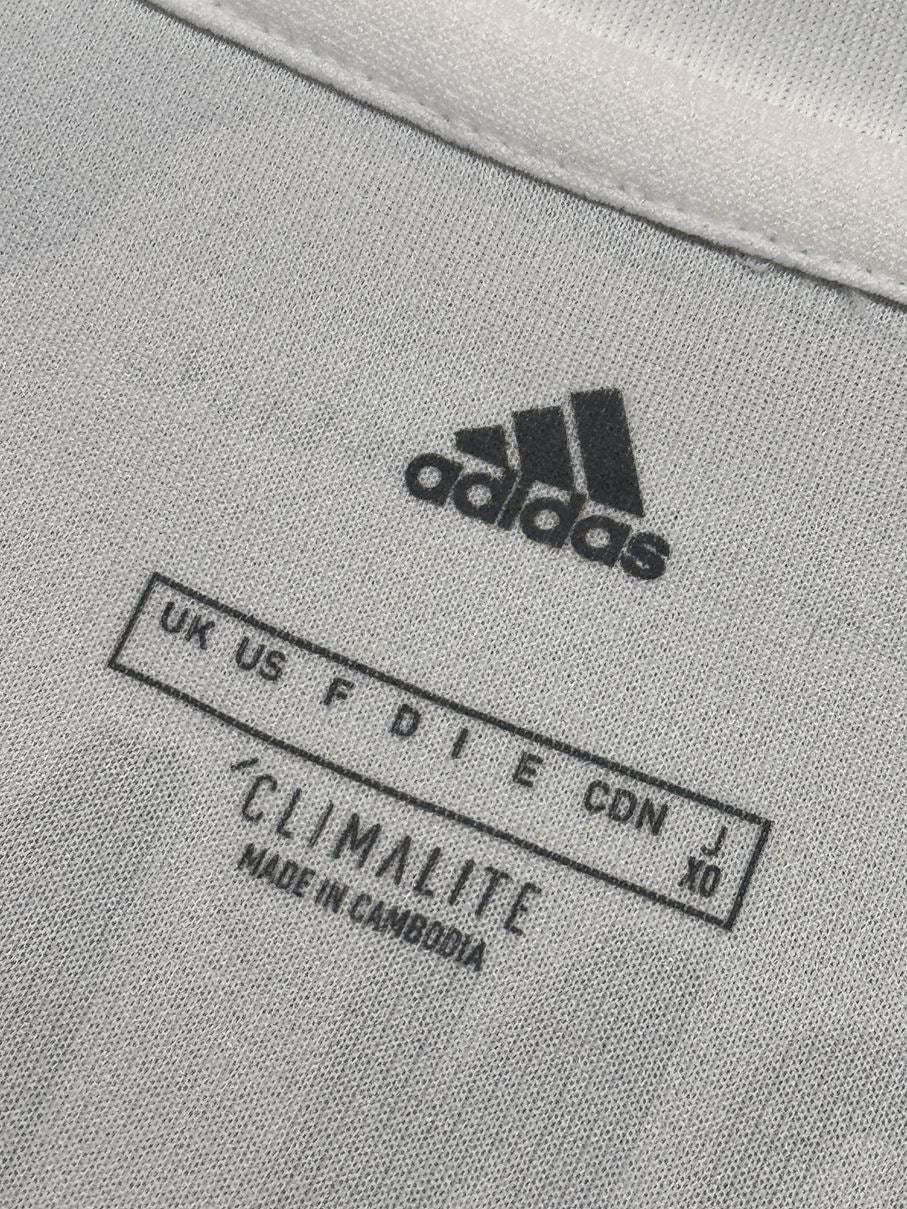 adidas
UK US F D I E CDN J
XO
CLIMALITE
MADE IN CAMBODIA